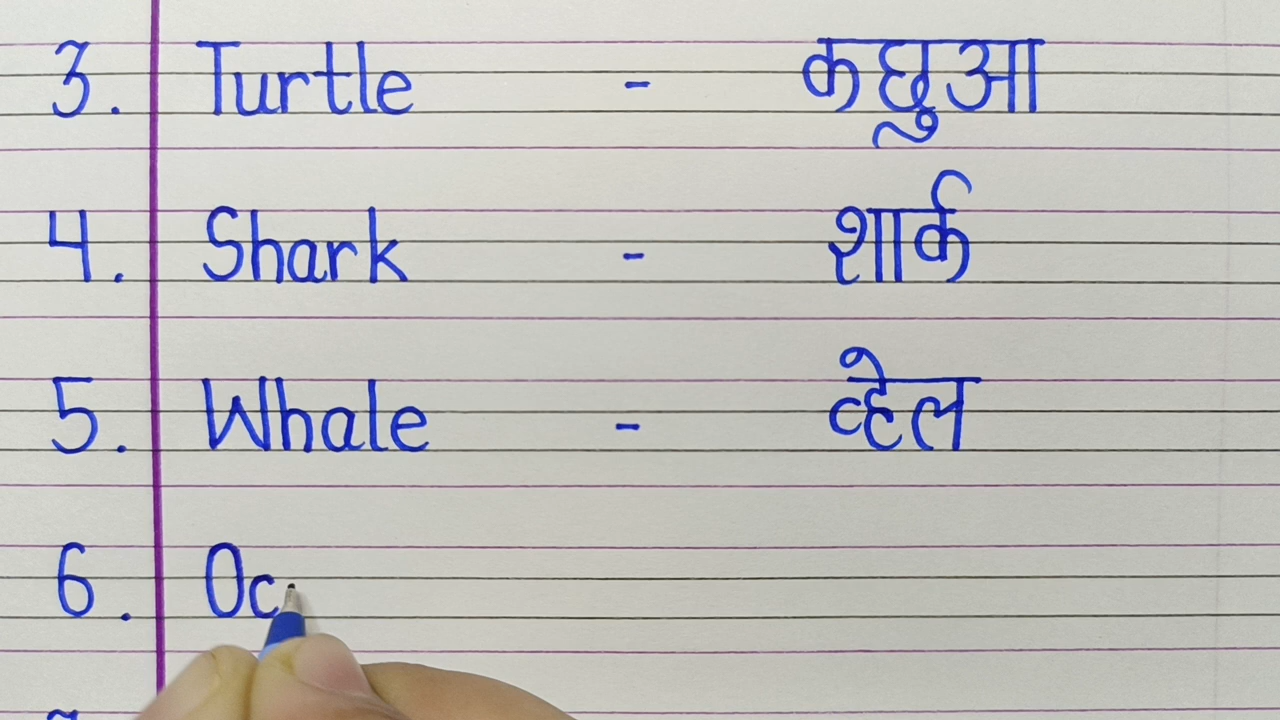 3. Turtle - कछुआ
4. Shark - शार्क
5. Whale - व्हेल
6. Oc